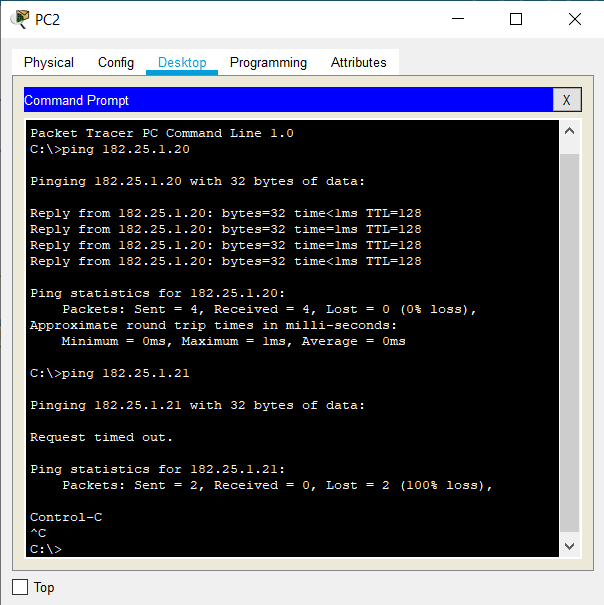 PC2
Physical Config Desktop Programming Attributes
Command Prompt X
Packet Tracer PC Command Line 1.0
C:\>ping 182.25.1.20
Pinging 182.25.1.20 with 32 bytes of data:
Reply from 182.25.1.20: bytes=32 time<1ms TTL=128
Reply from 182.25.1.20: bytes=32 time=1ms TTL=128
Reply from 182.25.1.20: bytes=32 time=1ms TTL=128
Reply from 182.25.1.20: bytes=32 time<1ms TTL=128
Ping statistics for 182.25.1.20:
Packets: Sent = 4, Received = 4, Lost = 0 (0% loss),
Approximate round trip times in milli-seconds:
Minimum = 0ms, Maximum = 1ms, Average = 0ms
C:\>ping 182.25.1.21
Pinging 182.25.1.21 with 32 bytes of data:
Request timed out.
Ping statistics for 182.25.1.21:
Packets: Sent = 2, Received = 0, Lost = 2 (100% loss),
Control-C
^C
C:\>
Top